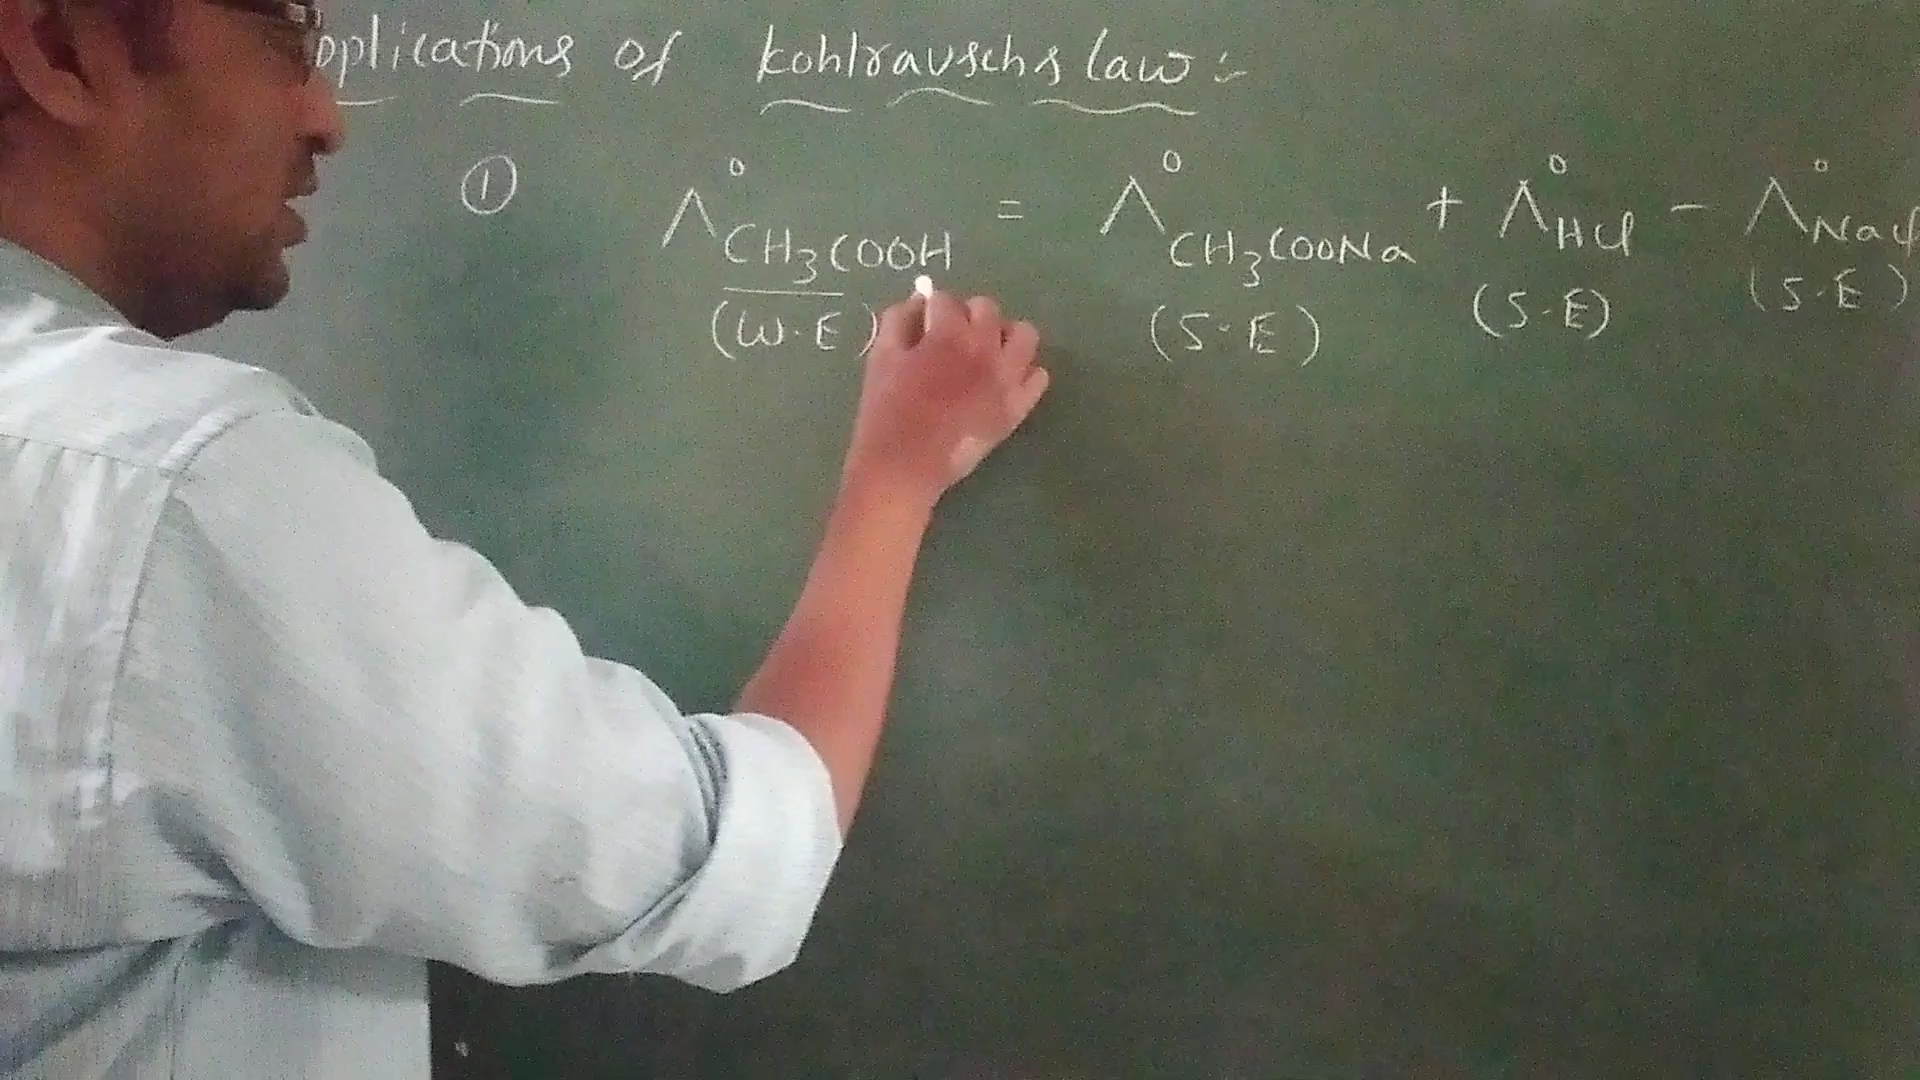 pplications of kohlrauschs law :-
① Λ°CH3COOH = Λ°CH3COONa + Λ°HCl - Λ°NaCl
(W.E) (S.E) (S.E) (S.E)